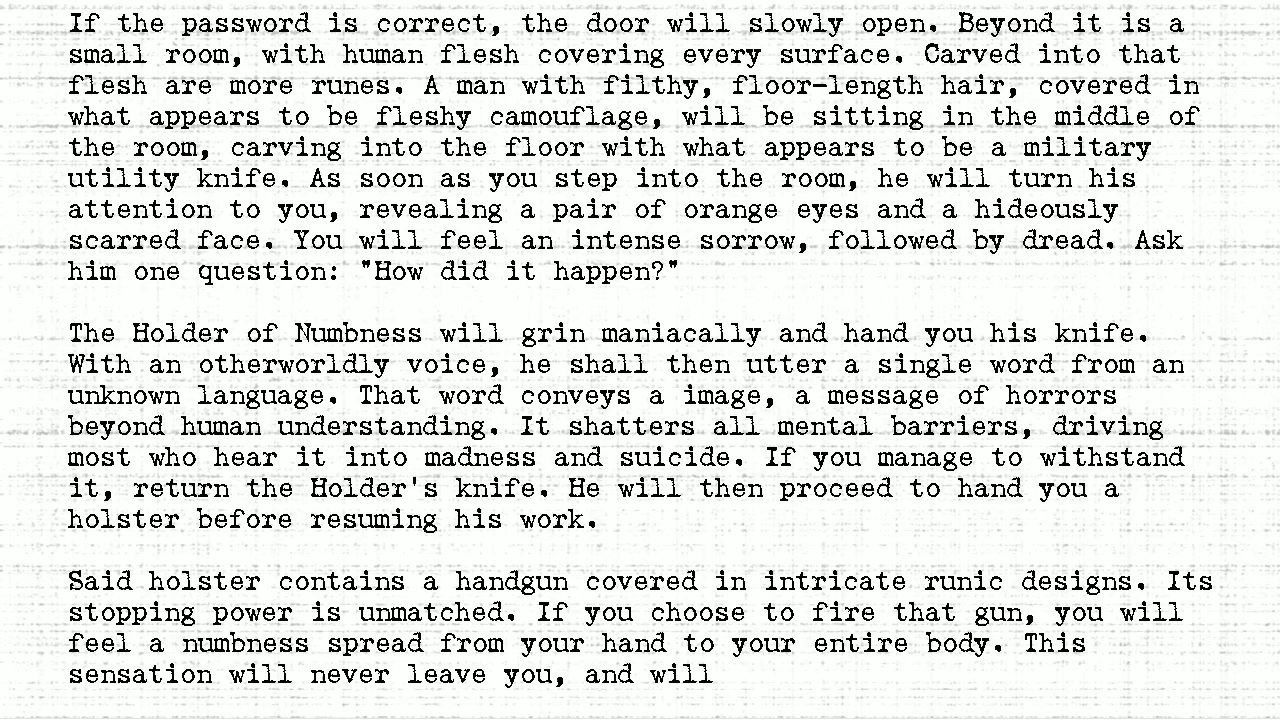 If the password is correct, the door will slowly open. Beyond it is a
small room, with human flesh covering every surface. Carved into that
flesh are more runes. A man with filthy, floor-length hair, covered in
what appears to be fleshy camouflage, will be sitting in the middle of
the room, carving into the floor with what appears to be a military
utility knife. As soon as you step into the room, he will turn his
attention to you, revealing a pair of orange eyes and a hideously
scarred face. You will feel an intense sorrow, followed by dread. Ask
him one question: "How did it happen?"

The Holder of Numbness will grin maniacally and hand you his knife.
With an otherworldly voice, he shall then utter a single word from an
unknown language. That word conveys a image, a message of horrors
beyond human understanding. It shatters all mental barriers, driving
most who hear it into madness and suicide. If you manage to withstand
it, return the Holder's knife. He will then proceed to hand you a
holster before resuming his work.

Said holster contains a handgun covered in intricate runic designs. Its
stopping power is unmatched. If you choose to fire that gun, you will
feel a numbness spread from your hand to your entire body. This
sensation will never leave you, and will